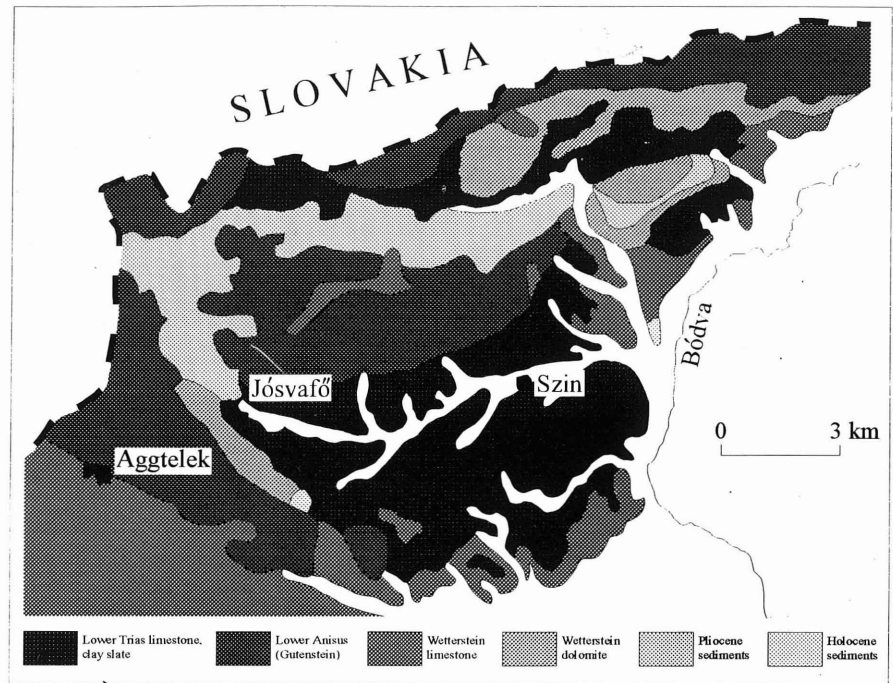 SLOVAKIA
Jósvafő
Szin
Bódva
Aggtelek
0 3 km
Lower Trias limestone,
clay slate
Lower Anisus
(Gutenstein)
Wetterstein
limestone
Wetterstein
dolomite
Pliocene
sediments
Holocene
sediments